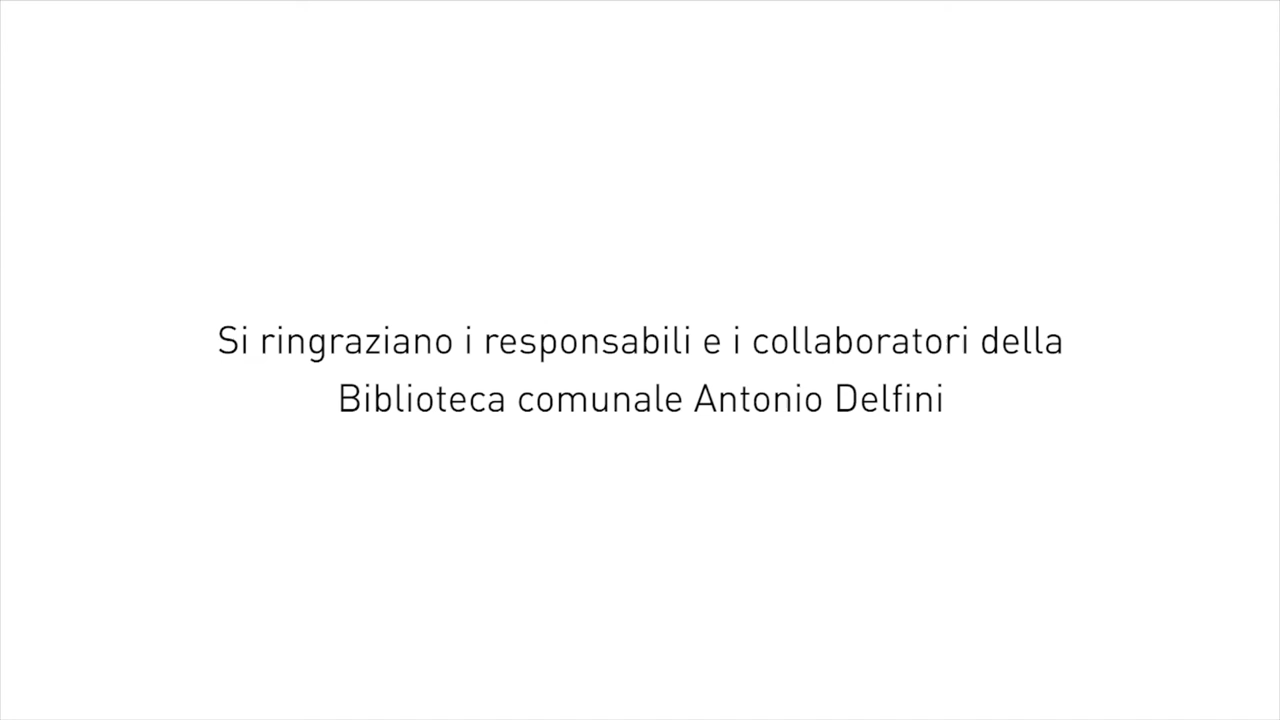 Si ringraziano i responsabili e i collaboratori della
Biblioteca comunale Antonio Delfini